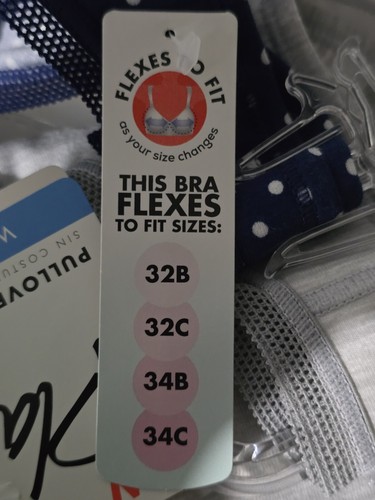 FLEXES TO FIT
as your size changes
THIS BRA
FLEXES
TO FIT SIZES:
32B
32C
34B
34C
PULLOVE
SIN COSTU